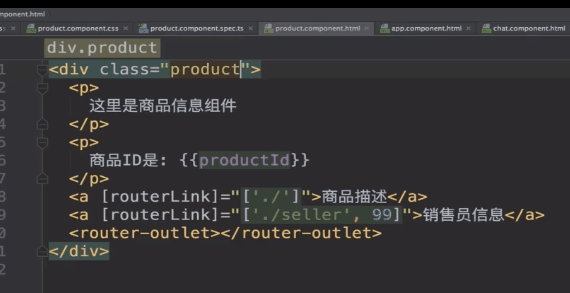 mponent.html
s: × product.component.css × product.component.spec.ts × product.component.html × app.component.html × chat.component.html ×
div.product
1 <div class="product">
2 <p>
3 这里是商品信息组件
4 </p>
5 <p>
6 商品ID是: {{productId}}
7 </p>
8 <a [routerLink]="['./']">商品描述</a>
9 <a [routerLink]="['./seller', 99]">销售员信息</a>
0 <router-outlet></router-outlet>
1 </div>
2